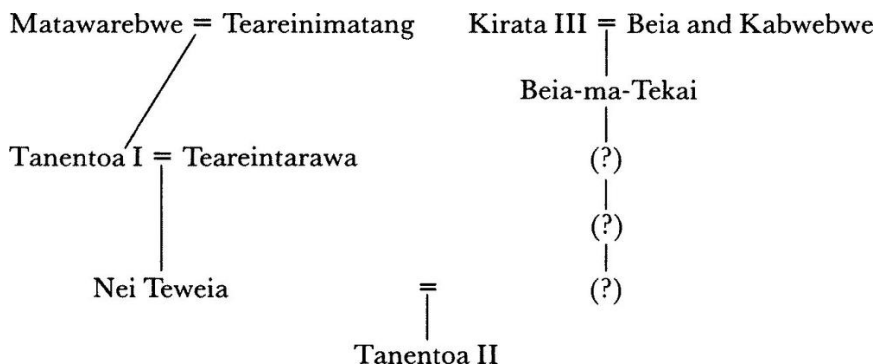 Matawarebwe = Teareinimatang Kirata III = Beia and Kabwebwe
Beia-ma-Tekai
Tanentoa I = Teareintarawa (?)
(?)
Nei Teweia = (?)
Tanentoa II